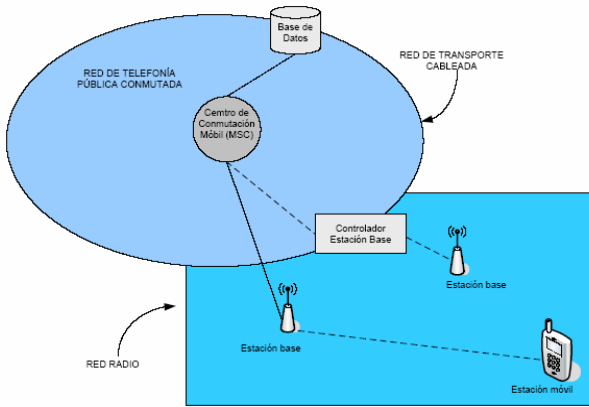 Base de
Datos
RED DE TELEFONÍA
PÚBLICA CONMUTADA
RED DE TRANSPORTE
CABLEADA
Cemtro de
Conmutación
Móbil (MSC)
Controlador
Estación Base
Estación base
Estación base
RED RADIO
Estación móvil